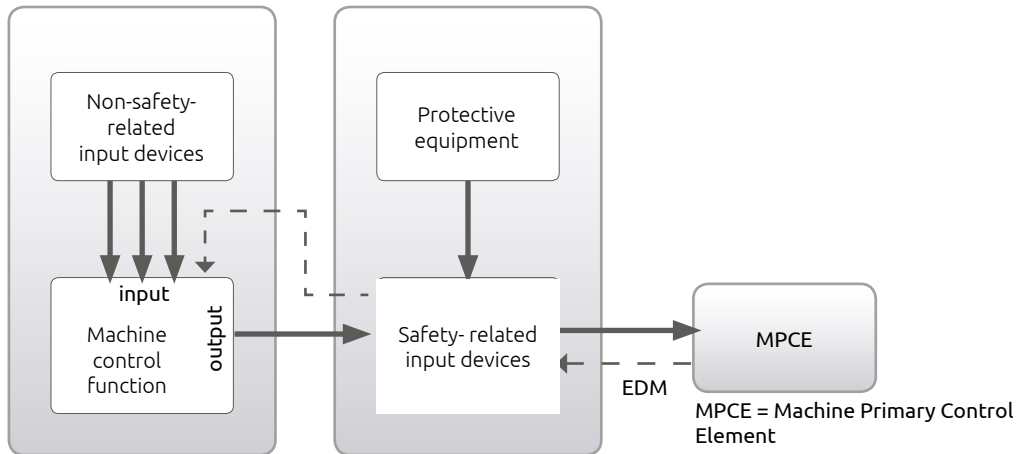 Non-safety-
related
input devices
Protective
equipment
input
output
Machine
control
function
Safety- related
input devices
MPCE
EDM
MPCE = Machine Primary Control
Element